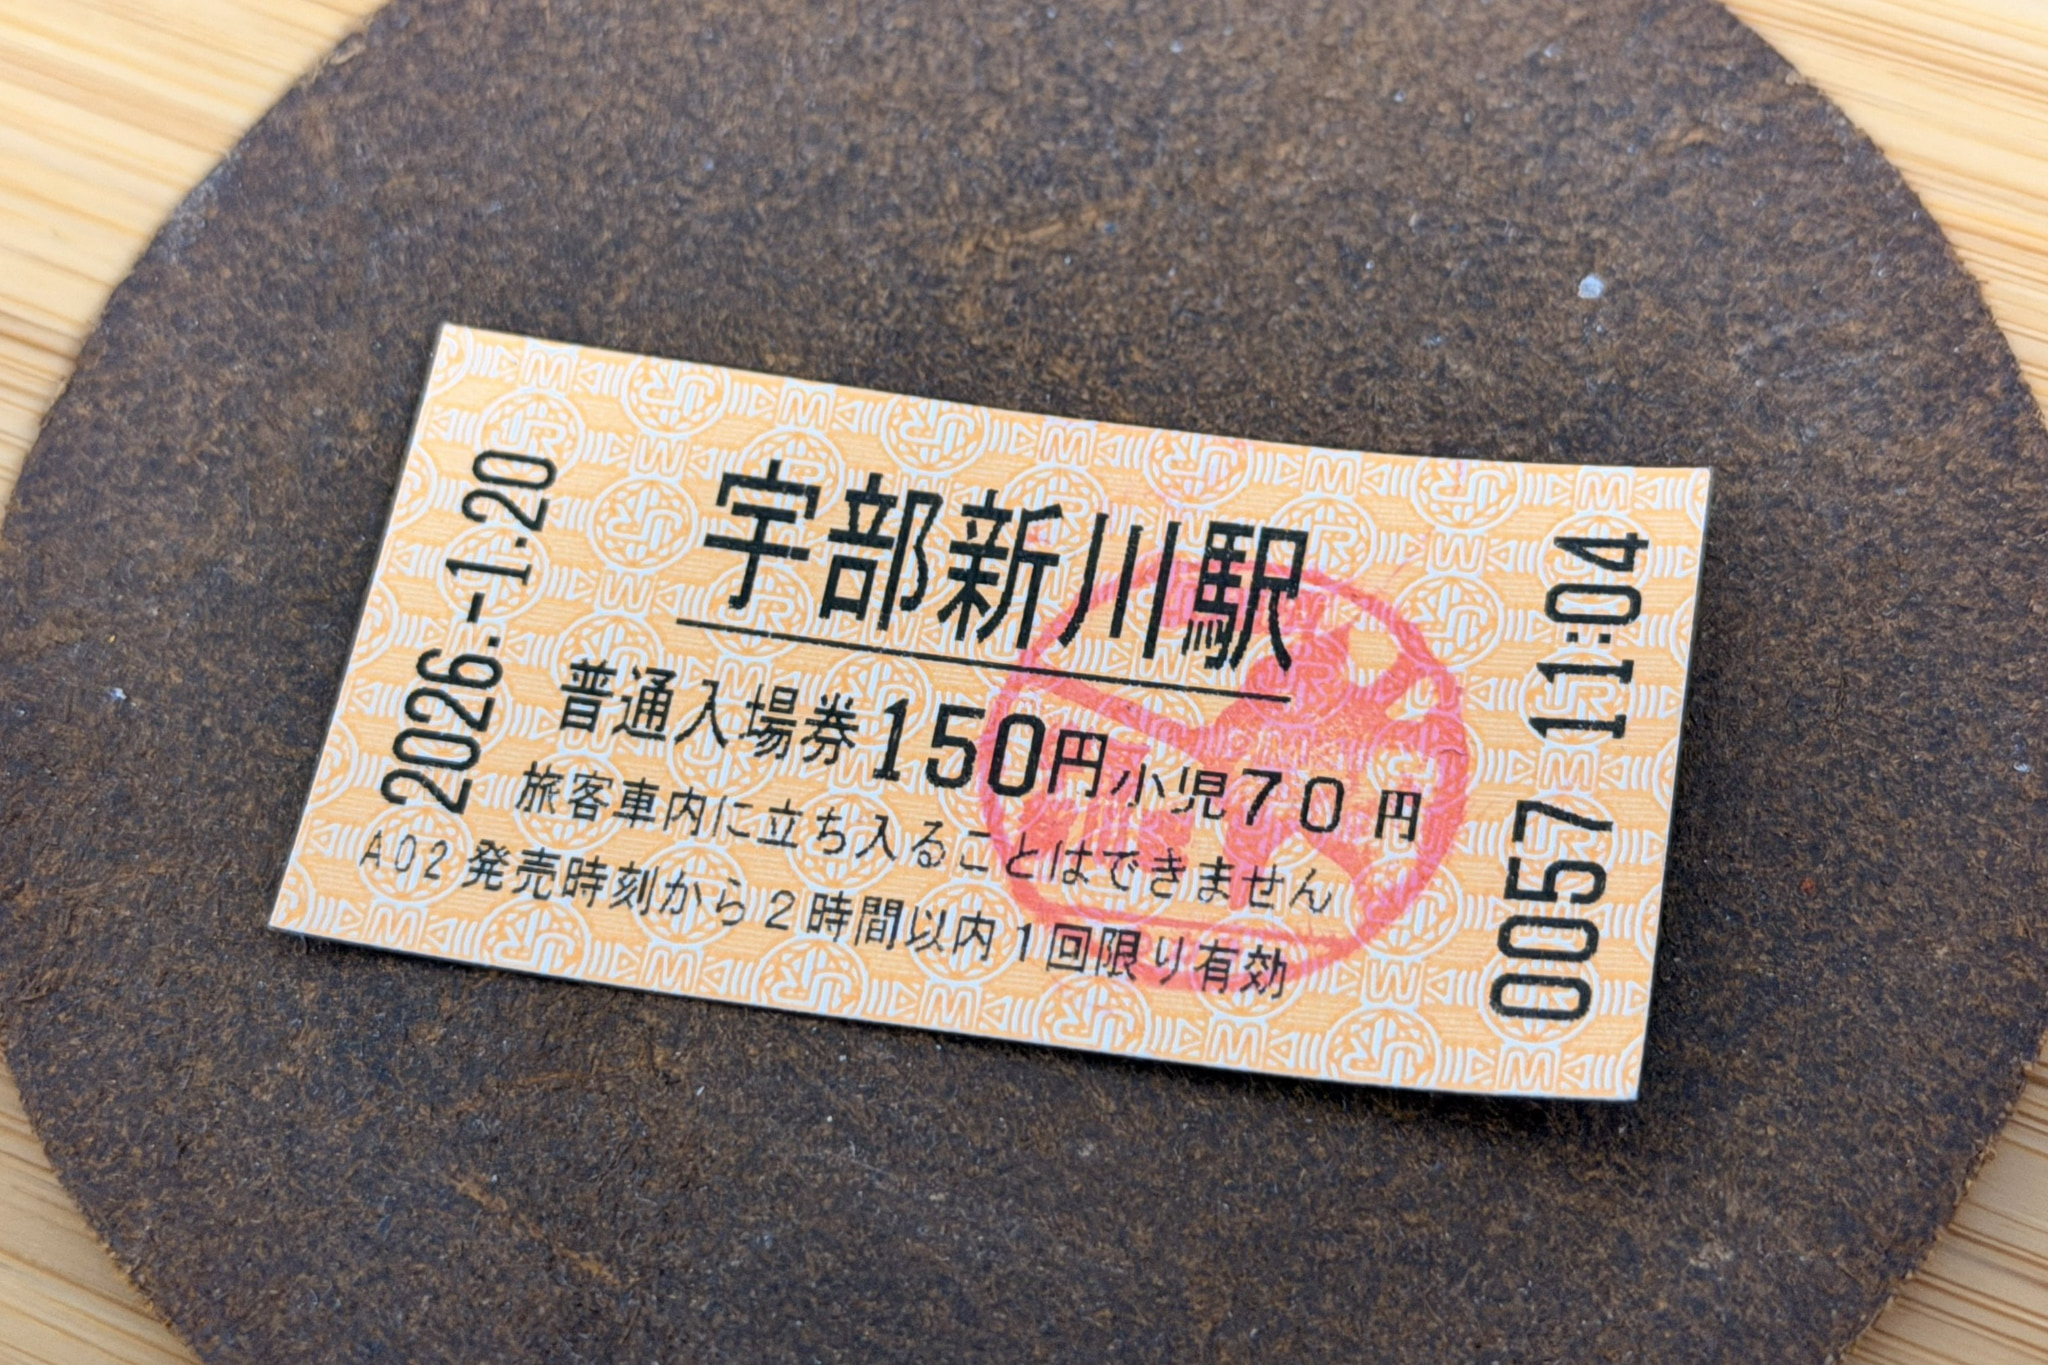 2026.-1.20
宇部新川駅
普通入場券150円小児70円
旅客車内に立ち入ることはできません
A02 発売時刻から2時間以内1回限り有効
0057 11:04